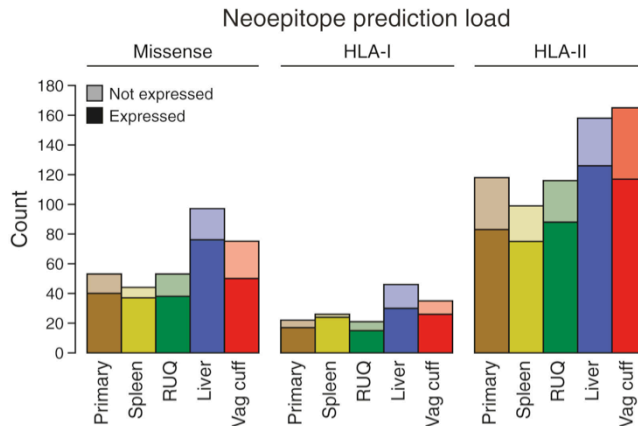 Neoepitope prediction load
Missense HLA-I HLA-II
Not expressed
Expressed
Count
180
160
140
120
100
80
60
40
20
0
Primary Spleen RUQ Liver Vag cuff Primary Spleen RUQ Liver Vag cuff Primary Spleen RUQ Liver Vag cuff